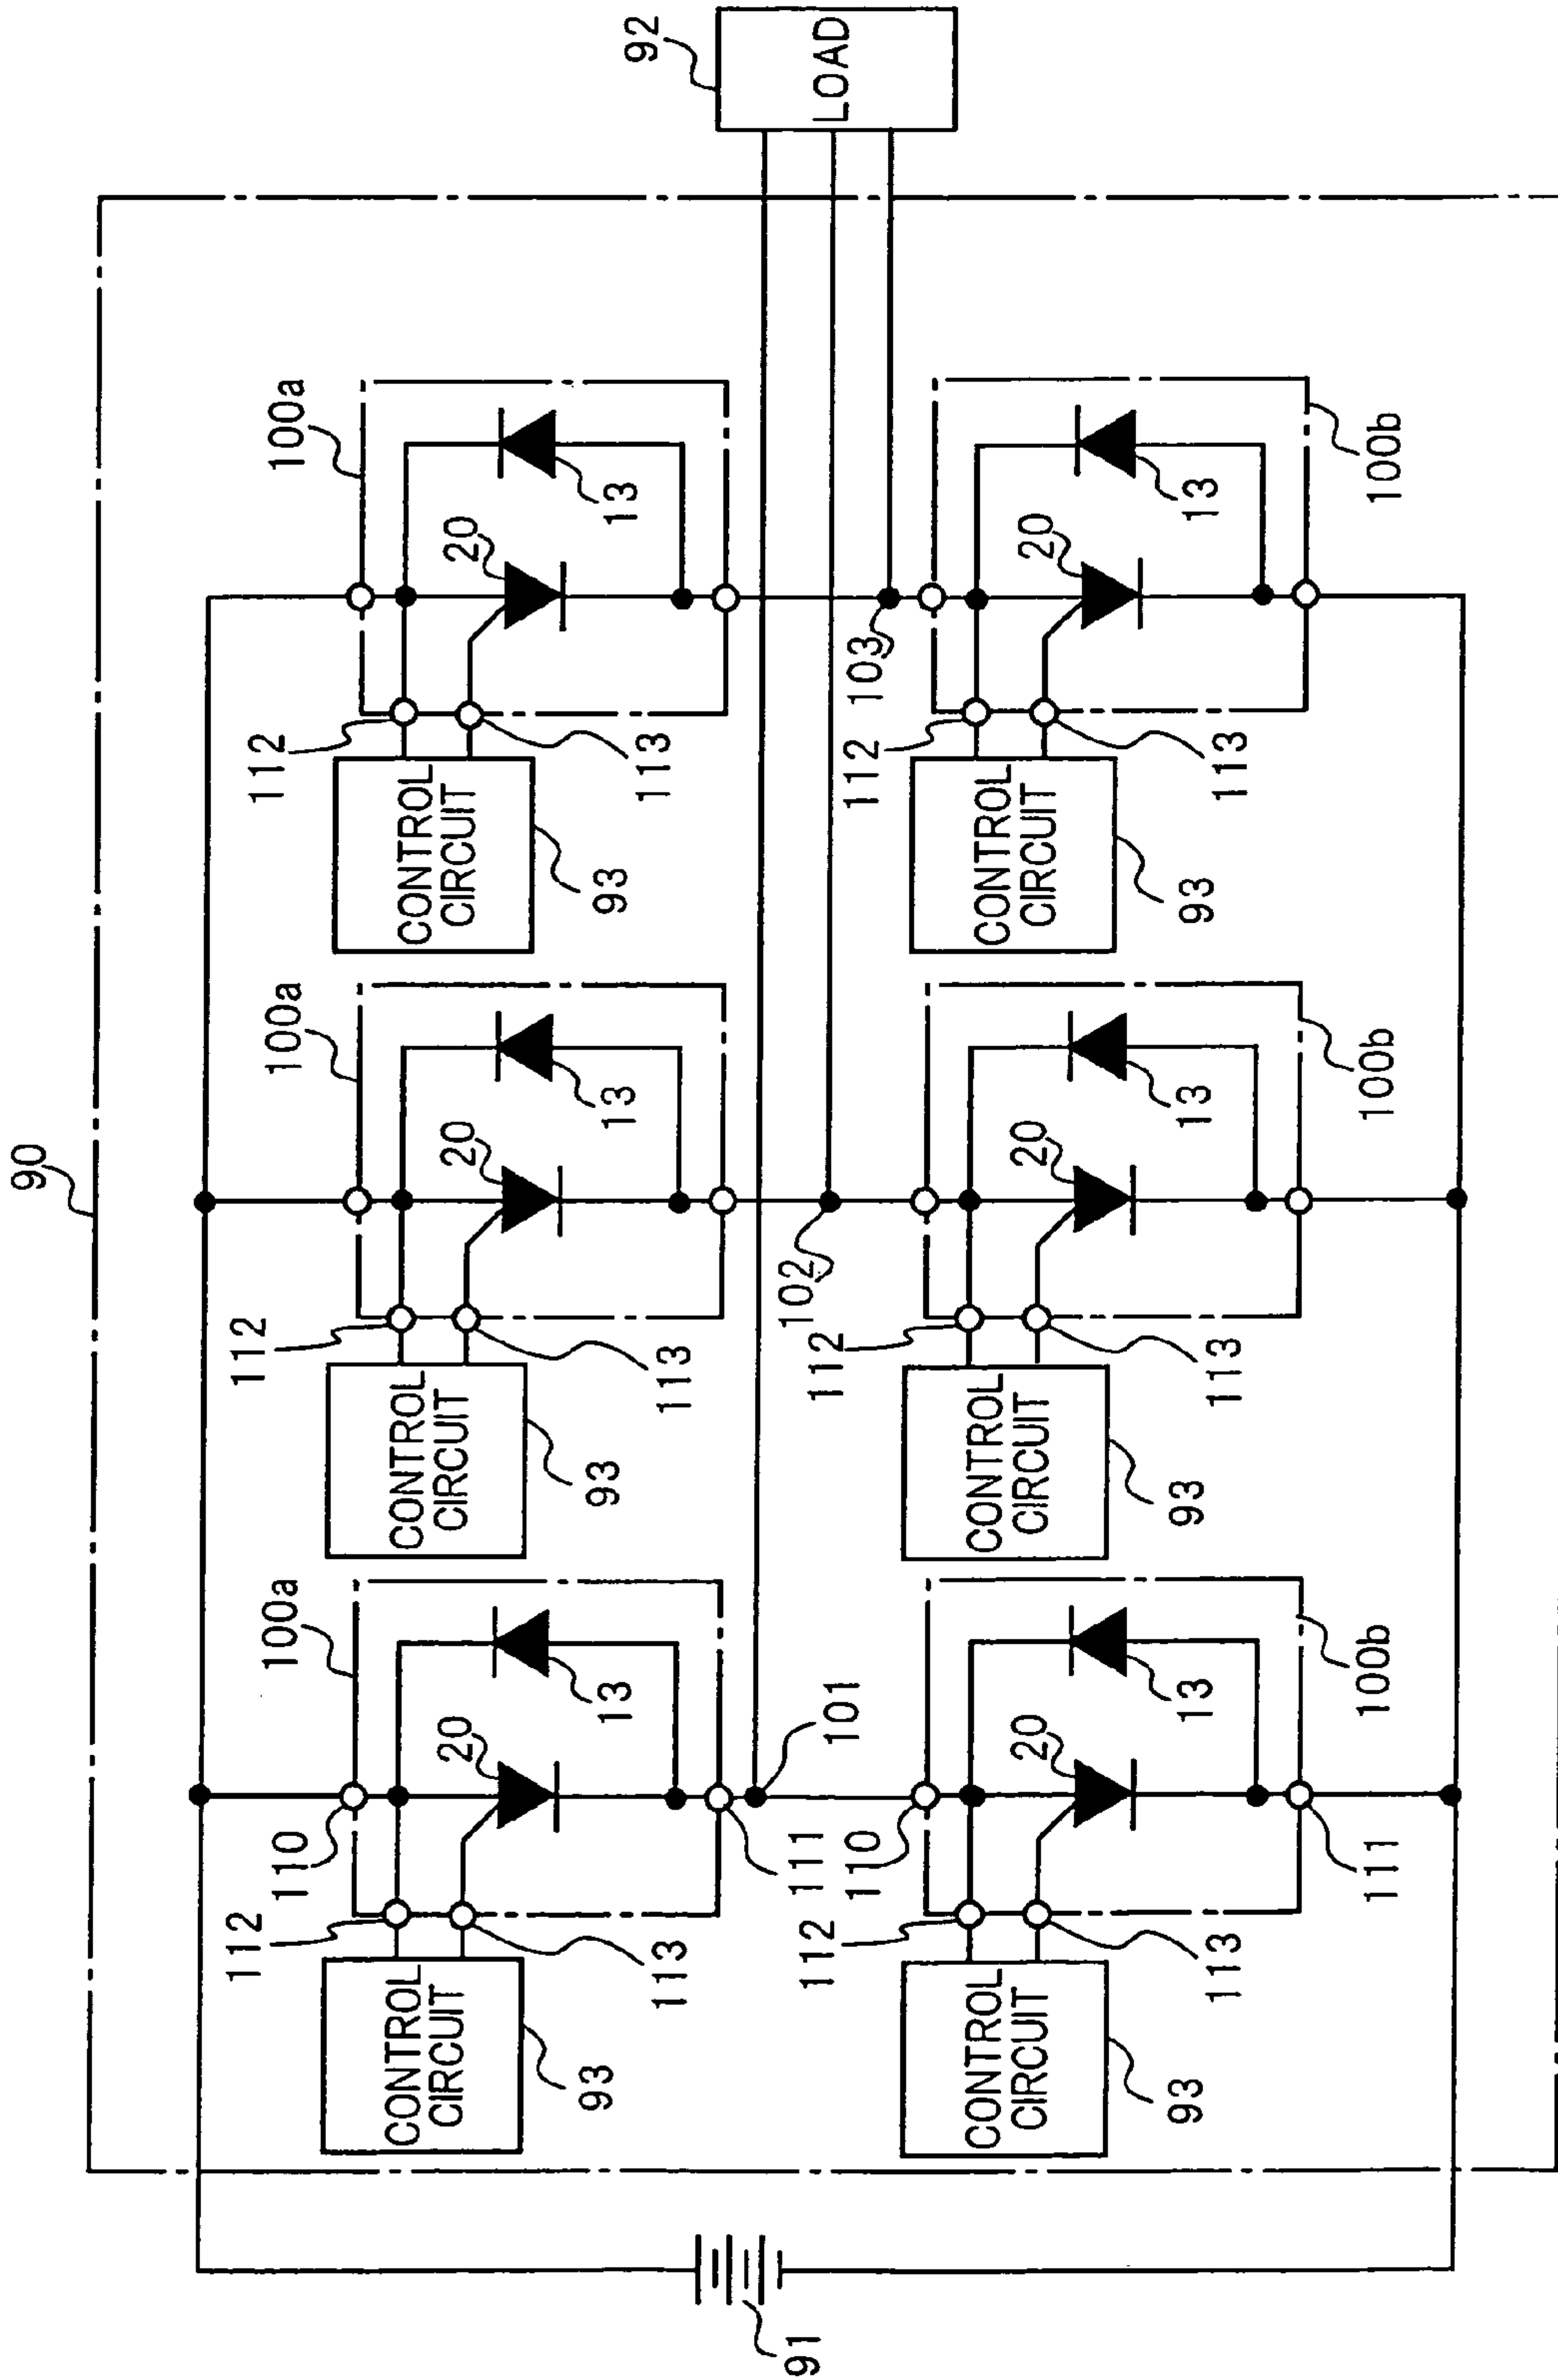 90
100a
100a
100a
112
110
112
112
20
20
20
CONTROL
CIRCUIT
CONTROL
CIRCUIT
CONTROL
CIRCUIT
93
13
93
13
93
13
113
113
113
92
LOAD
91
111
101
102
103
112
110
112
112
20
20
20
CONTROL
CIRCUIT
CONTROL
CIRCUIT
CONTROL
CIRCUIT
93
13
93
13
93
13
113
113
113
111
100b
100b
100b